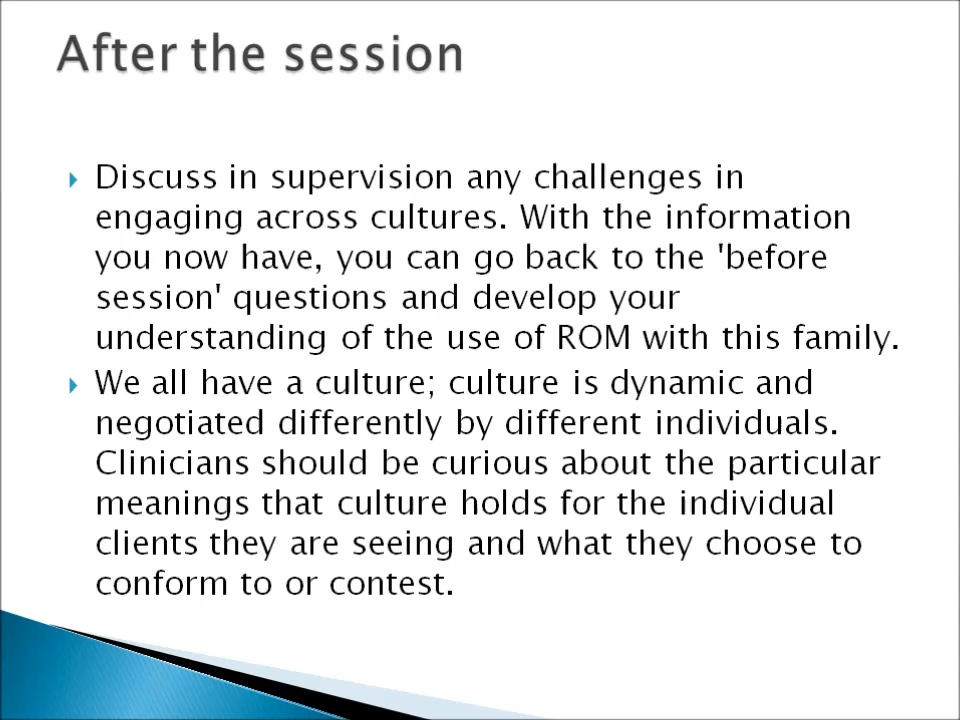 After the session
Discuss in supervision any challenges in
engaging across cultures. With the information
you now have, you can go back to the 'before
session' questions and develop your
understanding of the use of ROM with this family.
We all have a culture; culture is dynamic and
negotiated differently by different individuals.
Clinicians should be curious about the particular
meanings that culture holds for the individual
clients they are seeing and what they choose to
conform to or contest.